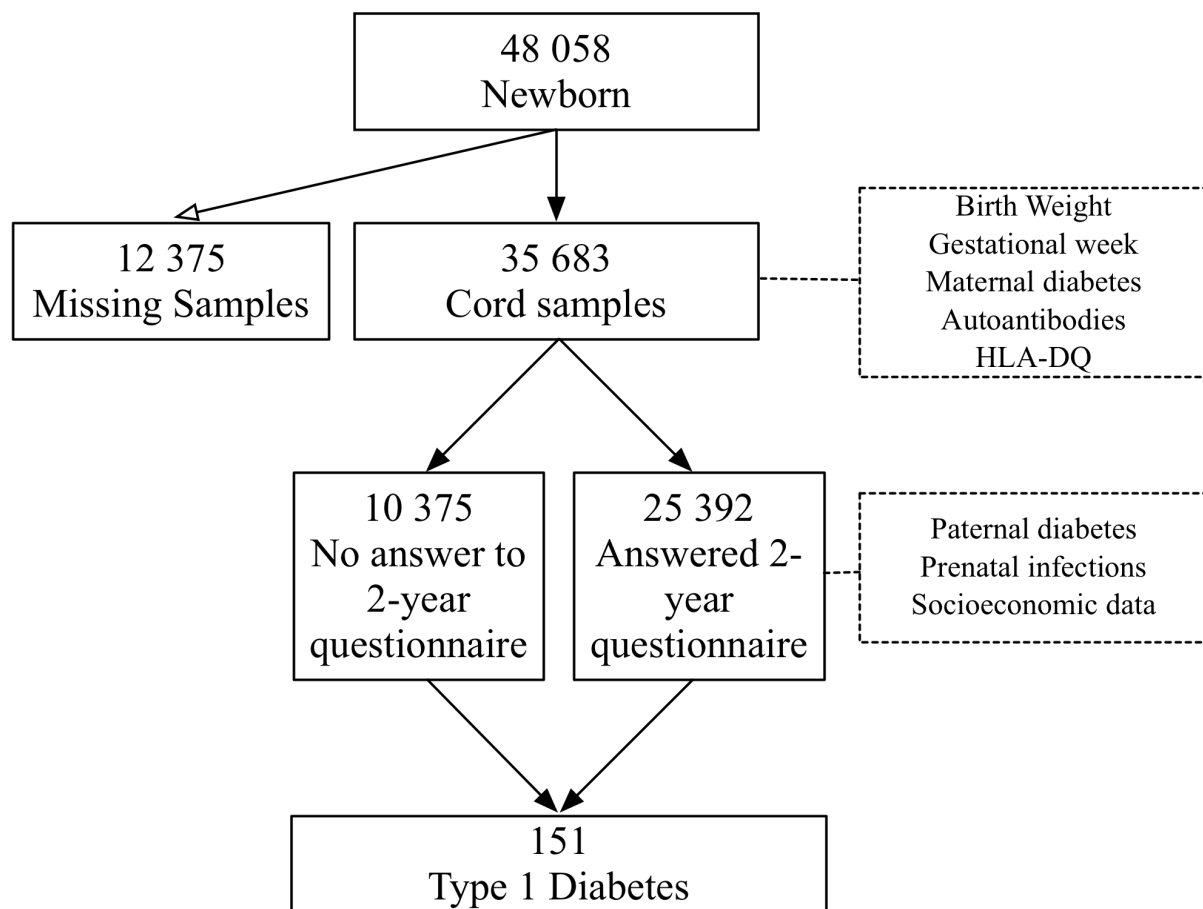 48 058
Newborn
12 375
Missing Samples
35 683
Cord samples
Birth Weight
Gestational week
Maternal diabetes
Autoantibodies
HLA-DQ
10 375
No answer to
2-year
questionnaire
25 392
Answered 2-
year
questionnaire
Paternal diabetes
Prenatal infections
Socioeconomic data
151
Type 1 Diabetes